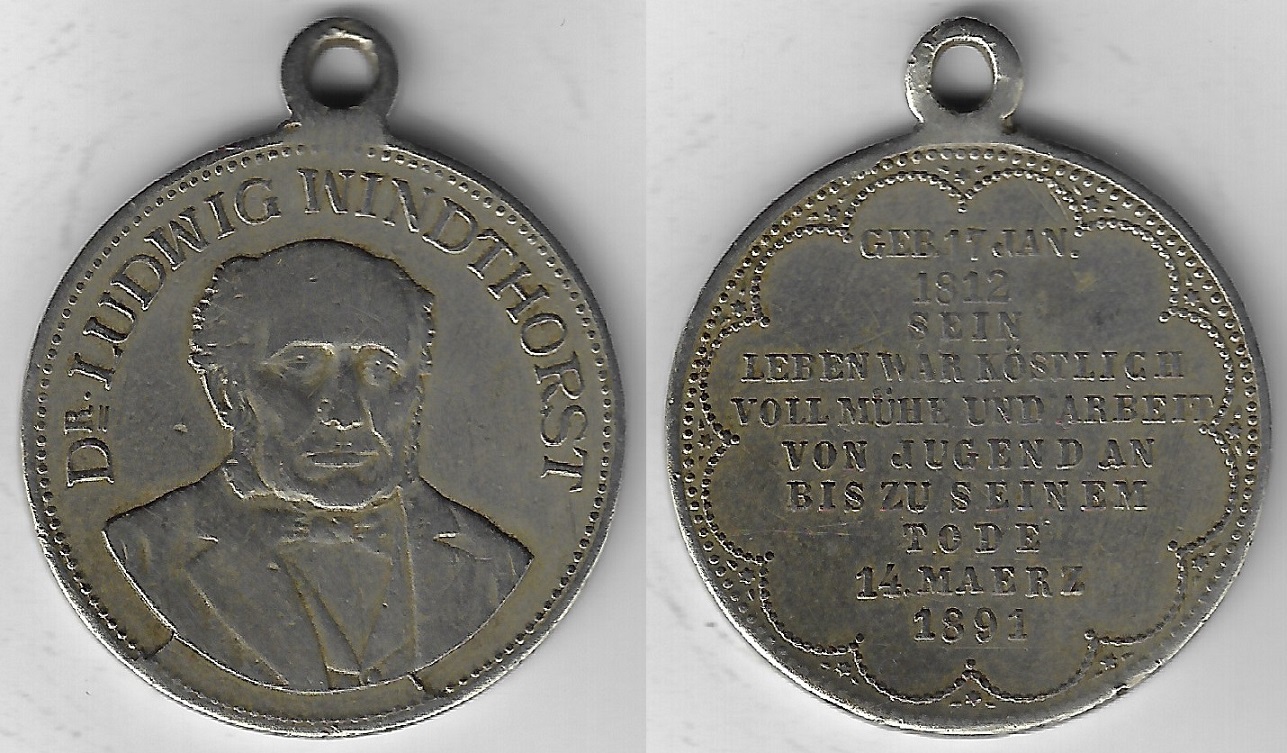 DR. LUDWIG WINDTHORST
GEB. 17 JAN.
1812
SEIN
LEBEN WAR KÖSTLICH
VOLL MÜHE UND ARBEIT
VON JUGEND AN
BIS ZU SEINEM
TODE
14. MAERZ
1891